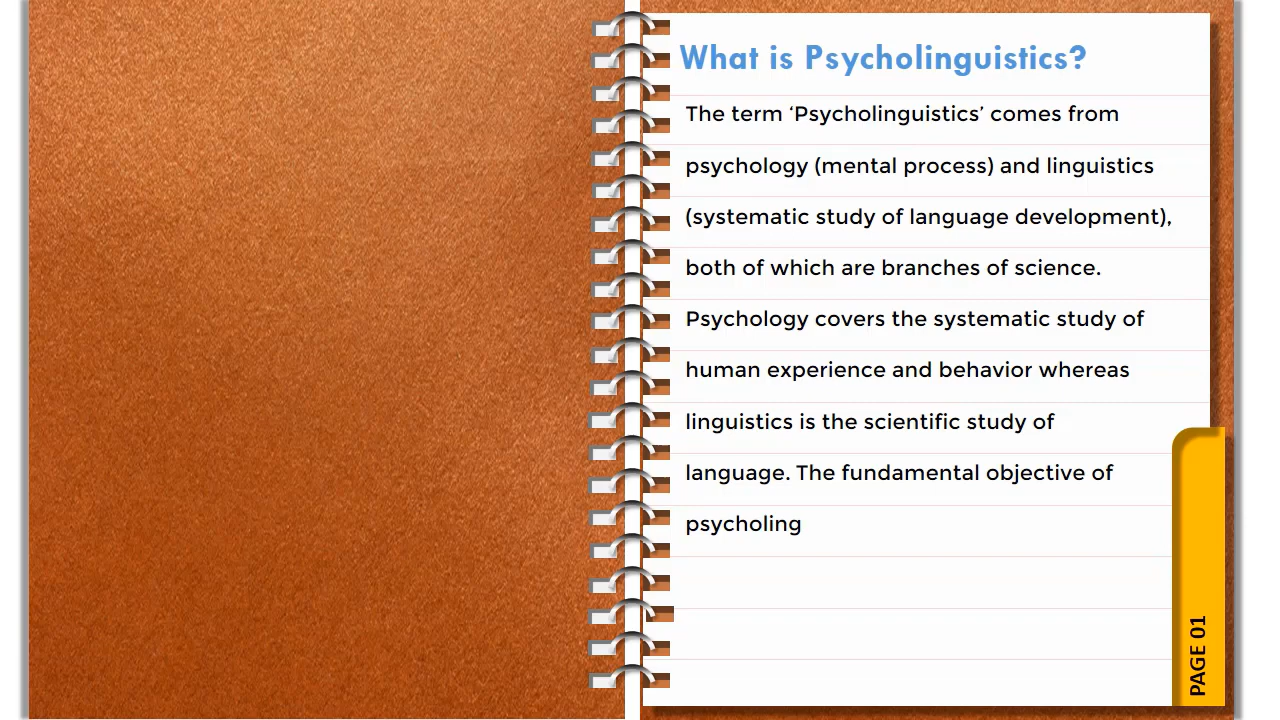 What is Psycholinguistics?
The term ‘Psycholinguistics’ comes from
psychology (mental process) and linguistics
(systematic study of language development),
both of which are branches of science.
Psychology covers the systematic study of
human experience and behavior whereas
linguistics is the scientific study of
language. The fundamental objective of
psycholing
PAGE 01